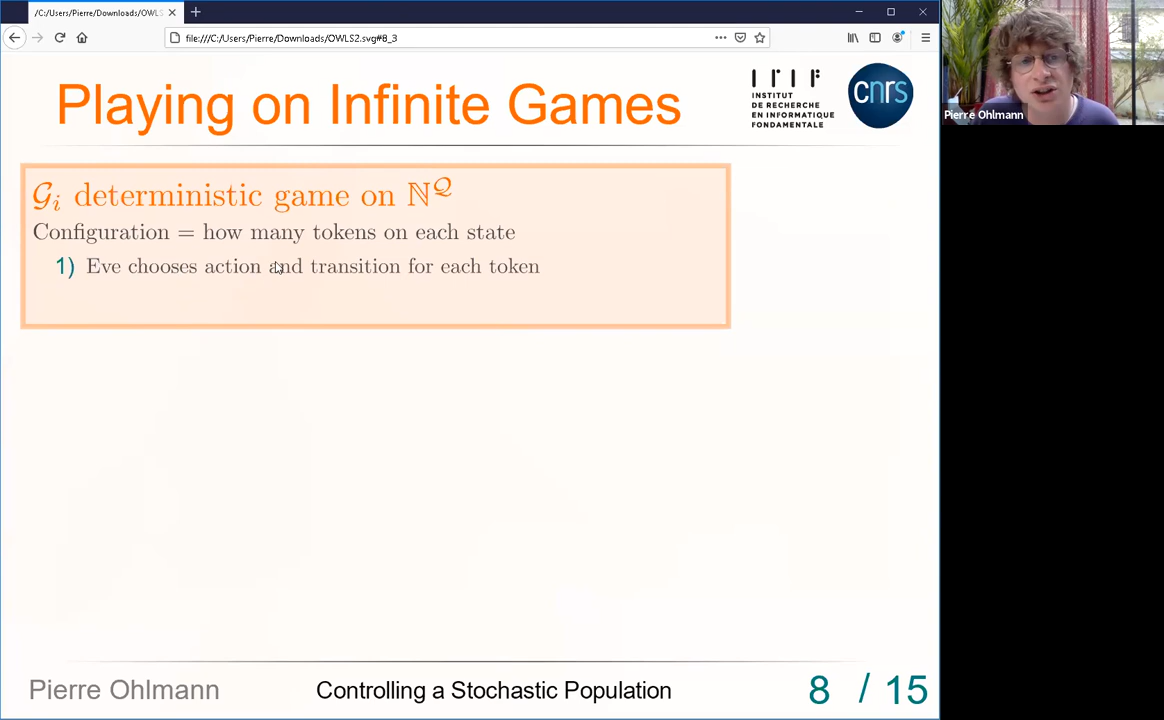 /C:/Users/Pierre/Downloads/OWLS
file:///C:/Users/Pierre/Downloads/OWLS2.svg#8_3
Playing on Infinite Games
INSTITUT
DE RECHERCHE
EN INFORMATIQUE
FONDAMENTALE
cnrs
Pierre Ohlmann
𝒢ᵢ deterministic game on ℕ^𝒬
Configuration = how many tokens on each state
1) Eve chooses action and transition for each token
Pierre Ohlmann
Controlling a Stochastic Population
8 / 15